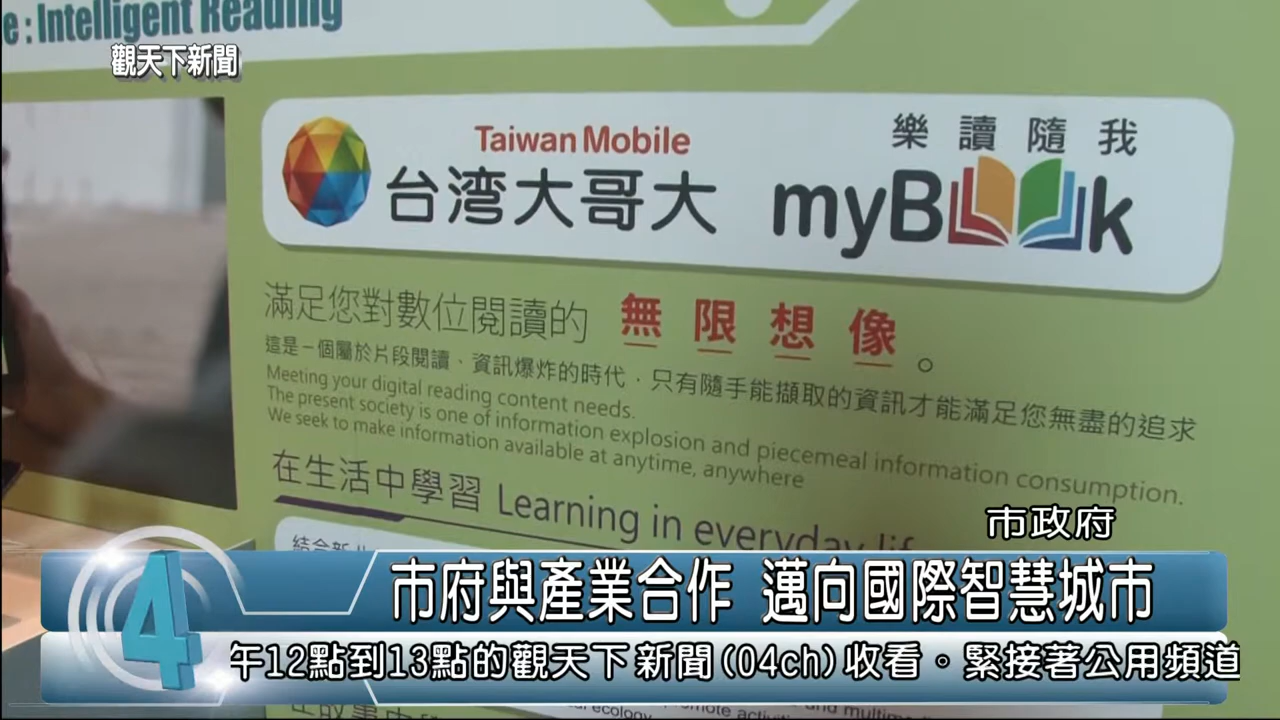 e : Intelligent Reading
觀天下新聞
Taiwan Mobile
台湾大哥大
樂讀隨我
myBook
滿足您對數位閱讀的 無限想像。
這是一個屬於片段閱讀、資訊爆炸的時代，只有隨手能擷取的資訊才能滿足您無盡的追求
Meeting your digital reading content needs.
The present society is one of information explosion and piecemeal information consumption.
We seek to make information available at anytime, anywhere
在生活中學習 Learning in everyday
市政府
4
市府與產業合作 邁向國際智慧城市
午12點到13點的觀天下新聞(04ch)收看。緊接著公用頻道